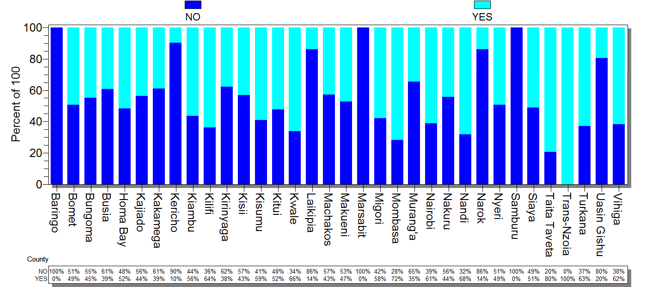 NO YES
Percent of 100
100
80
60
40
20
0
Baringo Bomet Bungoma Busia Homa Bay Kajiado Kakamega Kericho Kiambu Kilifi Kirinyaga Kisii Kisumu Kitui Kwale Laikipia Machakos Makueni Marsabit Migori Mombasa Murang'a Nairobi Nakuru Nandi Narok Nyeri Samburu Siaya Taita Taveta Trans-Nzoia Turkana Uasin Gishu Vihiga
County
NO 100% 51% 55% 61% 48% 56% 61% 90% 44% 36% 62% 57% 41% 48% 34% 86% 57% 53% 100% 42% 28% 65% 39% 56% 32% 86% 51% 100% 49% 20% 0% 37% 80% 38%
YES 0% 49% 45% 39% 52% 44% 39% 10% 56% 64% 38% 43% 59% 52% 66% 14% 43% 47% 0% 58% 72% 35% 61% 44% 68% 14% 49% 0% 51% 80% 100% 63% 20% 62%